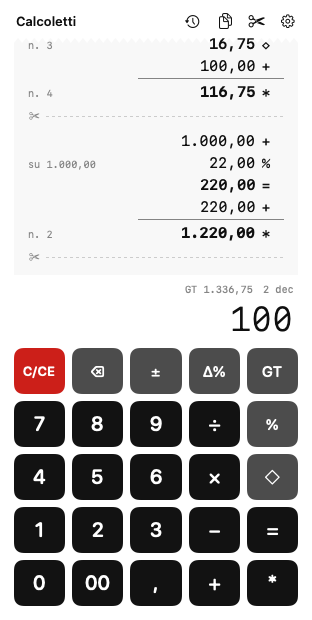 Calcoletti
n. 3 16,75 ◇
100,00 +
n. 4 116,75 *
1.000,00 +
su 1.000,00 22,00 %
220,00 =
220,00 +
n. 2 1.220,00 *
GT 1.336,75 2 dec
100
C/CE ⌫ ± Δ% GT
7 8 9 ÷ %
4 5 6 × ◇
1 2 3 − =
0 00 , + *